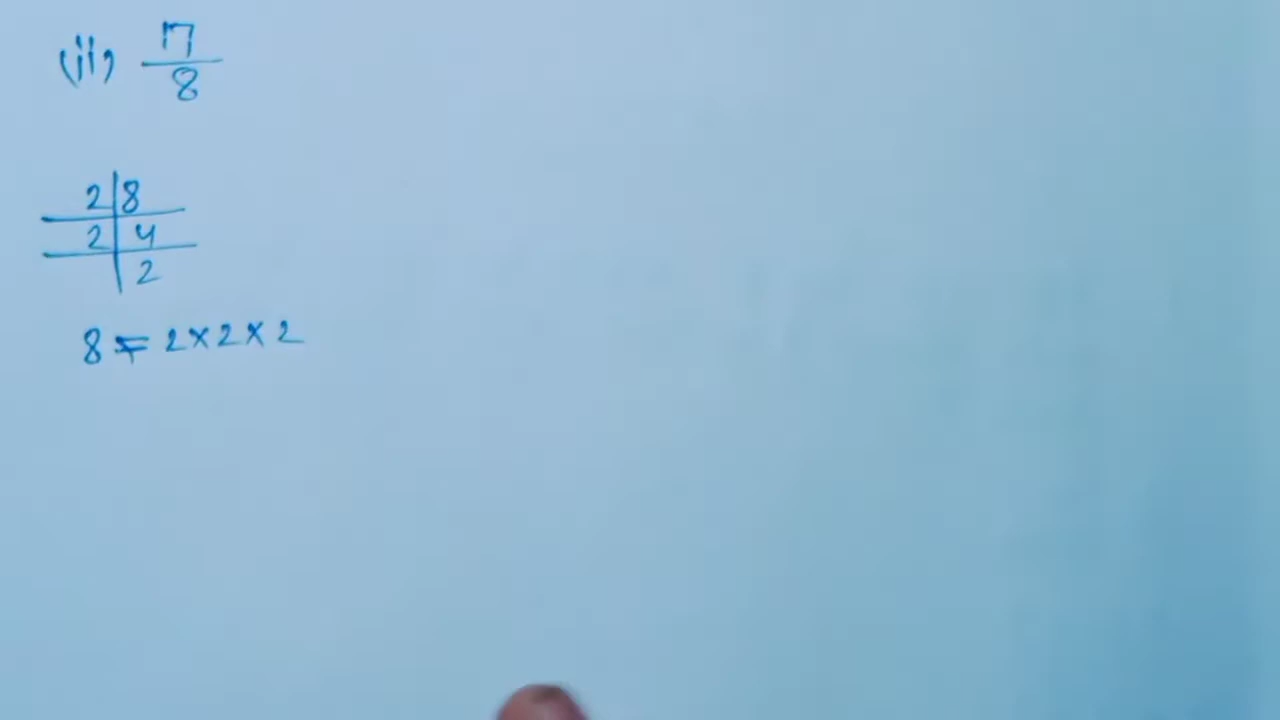 (ii) 17/8
2|8
2|4
|2
8 = 2×2×2